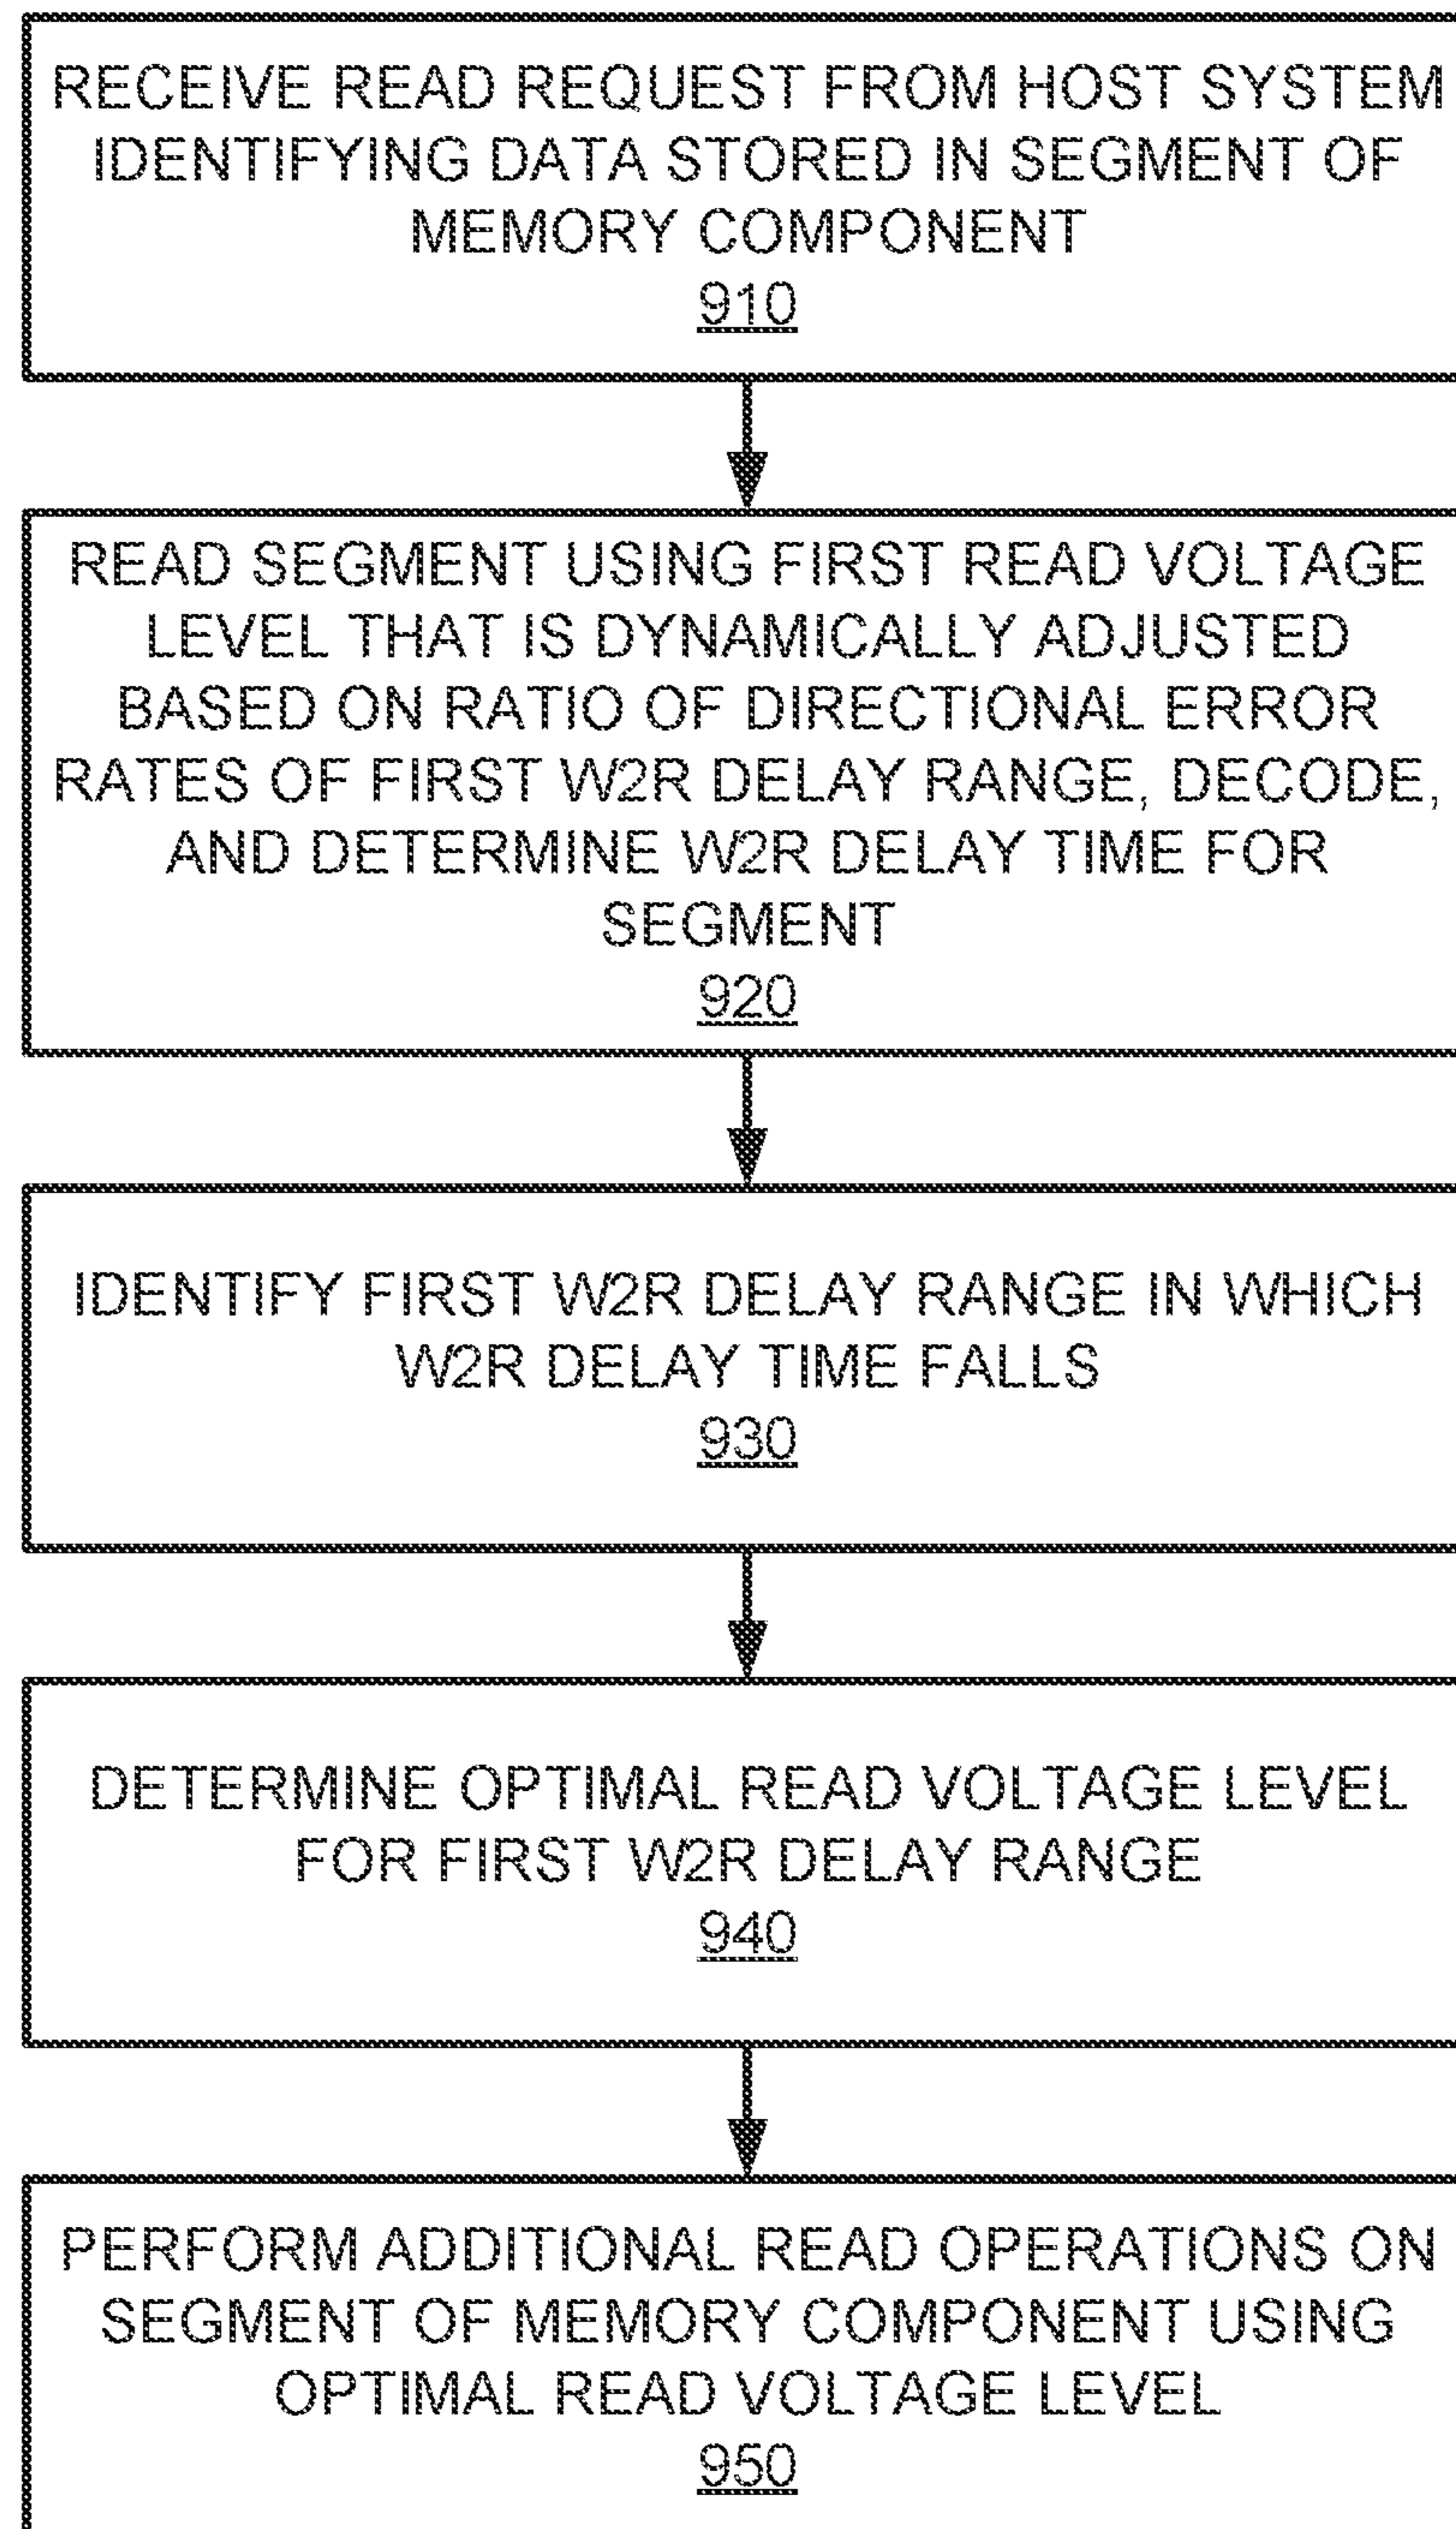 RECEIVE READ REQUEST FROM HOST SYSTEM
IDENTIFYING DATA STORED IN SEGMENT OF
MEMORY COMPONENT
910
READ SEGMENT USING FIRST READ VOLTAGE
LEVEL THAT IS DYNAMICALLY ADJUSTED
BASED ON RATIO OF DIRECTIONAL ERROR
RATES OF FIRST W2R DELAY RANGE, DECODE,
AND DETERMINE W2R DELAY TIME FOR
SEGMENT
920
IDENTIFY FIRST W2R DELAY RANGE IN WHICH
W2R DELAY TIME FALLS
930
DETERMINE OPTIMAL READ VOLTAGE LEVEL
FOR FIRST W2R DELAY RANGE
940
PERFORM ADDITIONAL READ OPERATIONS ON
SEGMENT OF MEMORY COMPONENT USING
OPTIMAL READ VOLTAGE LEVEL
950